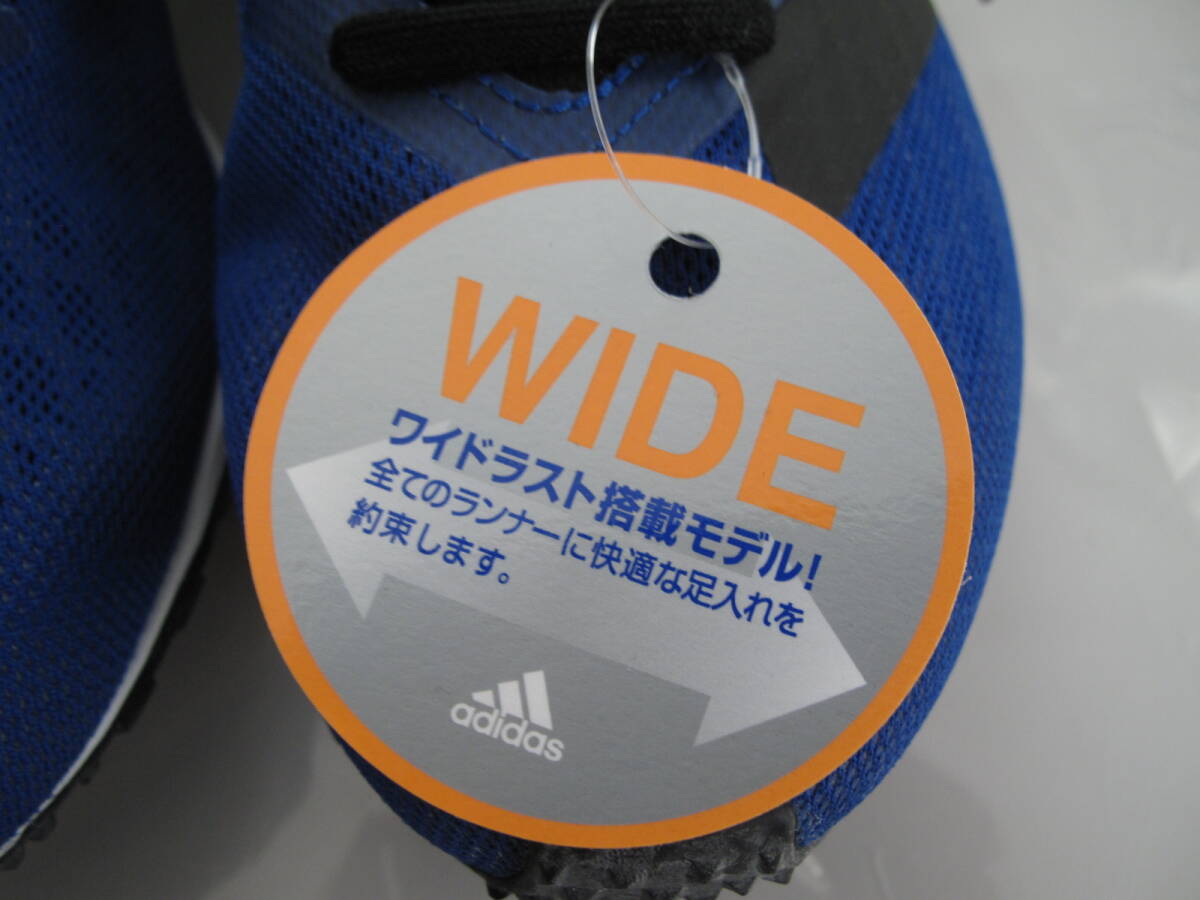 WIDE
ワイドラスト搭載モデル!
全てのランナーに快適な足入れを
約束します。
adidas